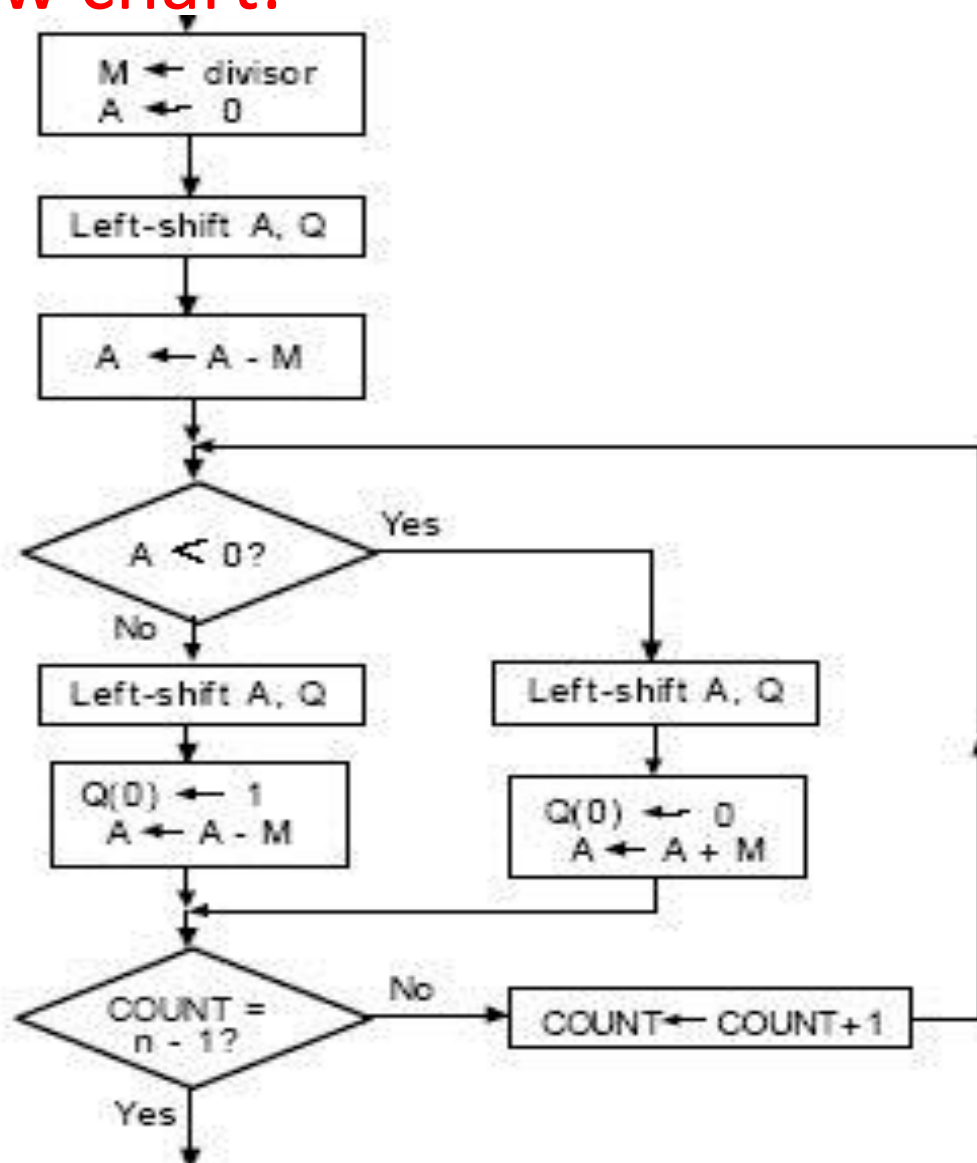 w chart:
M ← divisor
A ← 0
Left-shift A, Q
A ← A - M
A < 0?
Yes
No
Left-shift A, Q
Left-shift A, Q
Q(0) ← 1
A ← A - M
Q(0) ← 0
A ← A + M
COUNT =
n - 1?
No
COUNT ← COUNT+1
Yes